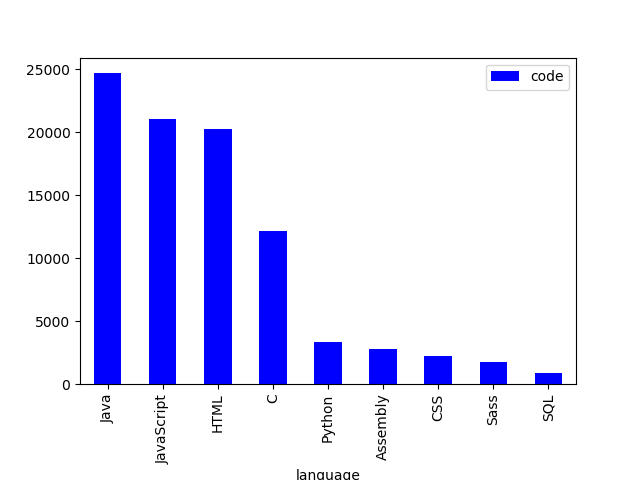 code
25000
20000
15000
10000
5000
0
Java
JavaScript
HTML
C
Python
Assembly
CSS
Sass
SQL
language